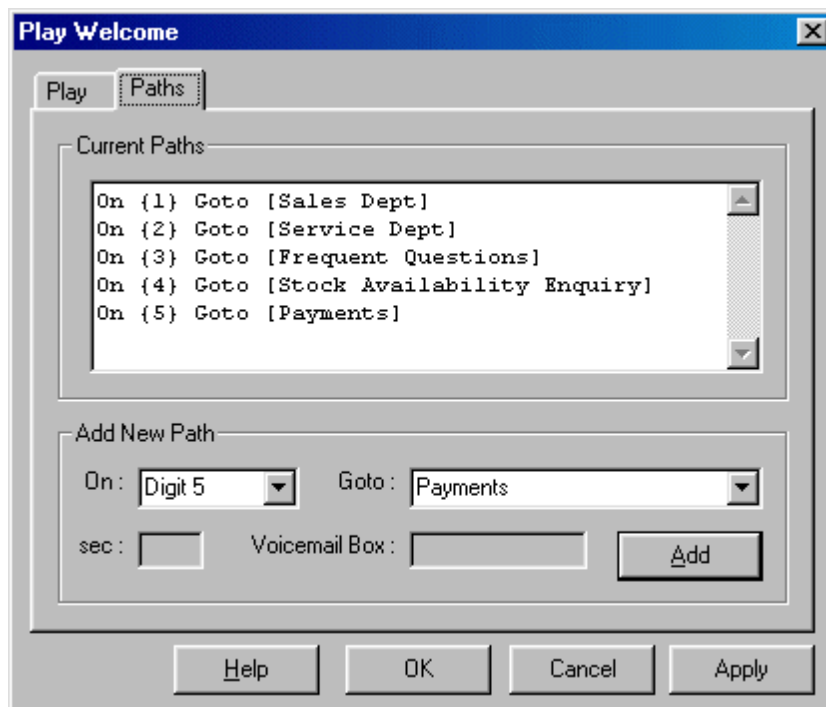 Play Welcome
Play
Paths
Current Paths
On {1} Goto [Sales Dept]
On {2} Goto [Service Dept]
On {3} Goto [Frequent Questions]
On {4} Goto [Stock Availability Enquiry]
On {5} Goto [Payments]
Add New Path
On : Digit 5 Goto : Payments
sec : Voicemail Box : Add
Help OK Cancel Apply